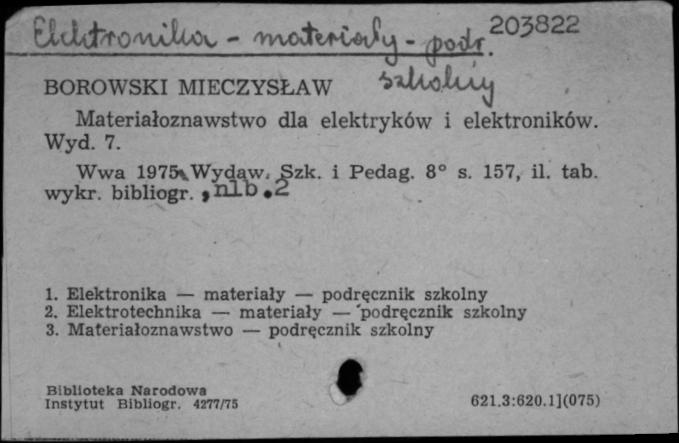 203822
Elektronika - materiały - podr.
szkolny
BOROWSKI MIECZYSŁAW
Materiałoznawstwo dla elektryków i elektroników.
Wyd. 7.
Wwa 1975, Wydaw. Szk. i Pedag. 8° s. 157, il. tab.
wykr. bibliogr. , nlb.2
1. Elektronika — materiały — podręcznik szkolny
2. Elektrotechnika — materiały — podręcznik szkolny
3. Materiałoznawstwo — podręcznik szkolny
Biblioteka Narodowa
Instytut Bibliogr. 4277/75
621.3:620.1](075)